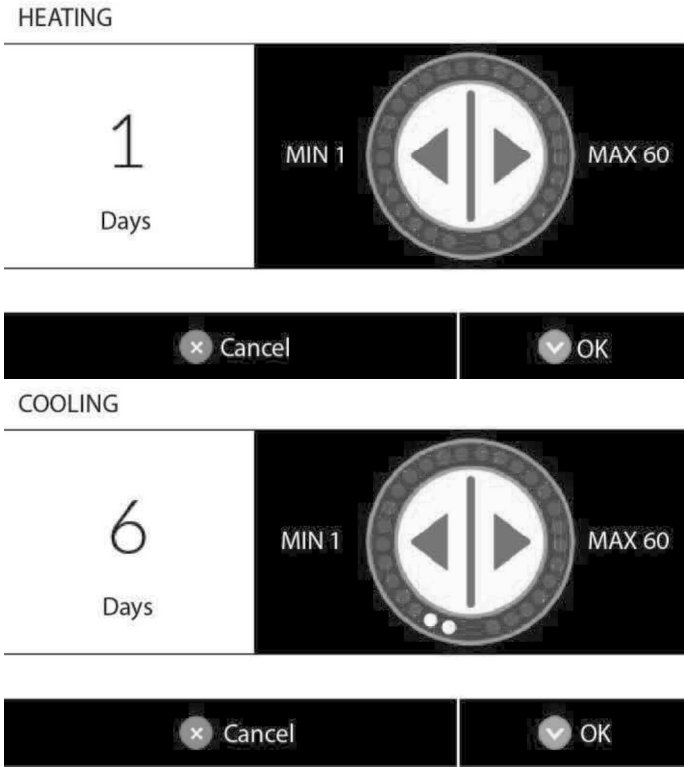 HEATING
1
Days
MIN 1
MAX 60
Cancel
OK
COOLING
6
Days
MIN 1
MAX 60
Cancel
OK